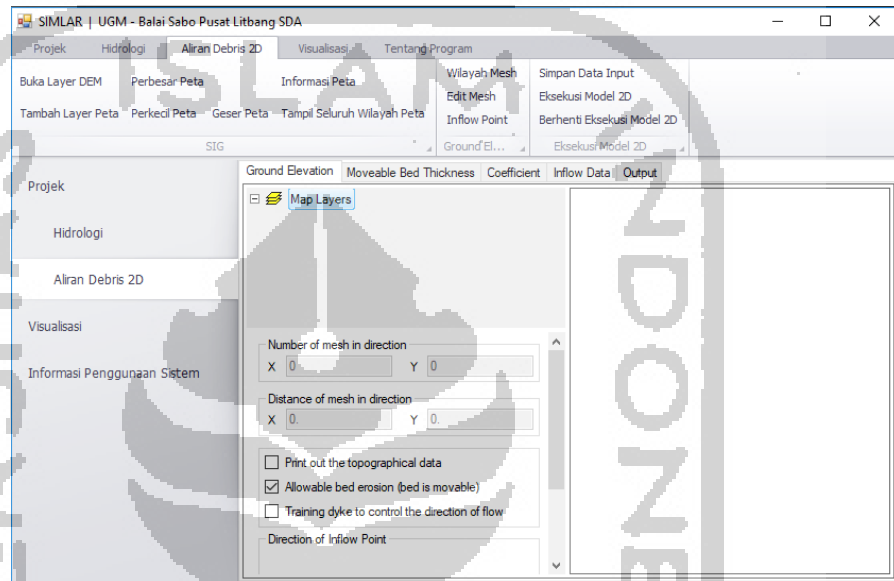 SIMLAR | UGM - Balai Sabo Pusat Litbang SDA
Projek Hidrologi Aliran Debris 2D Visualisasi Tentang Program
Buka Layer DEM Perbesar Peta Informasi Peta
Tambah Layer Peta Perkecil Peta Geser Peta Tampil Seluruh Wilayah Peta
SIG
Wilayah Mesh
Edit Mesh
Inflow Point
Ground El...
Simpan Data Input
Eksekusi Model 2D
Berhenti Eksekusi Model 2D
Eksekusi Model 2D
Projek
Hidrologi
Aliran Debris 2D
Visualisasi
Informasi Penggunaan Sistem
Ground Elevation Moveable Bed Thickness Coefficient Inflow Data Output
Map Layers
Number of mesh in direction
X 0 Y 0
Distance of mesh in direction
X 0. Y 0.
Print out the topographical data
Allowable bed erosion (bed is movable)
Training dyke to control the direction of flow
Direction of Inflow Point
ISLAM
INDONE